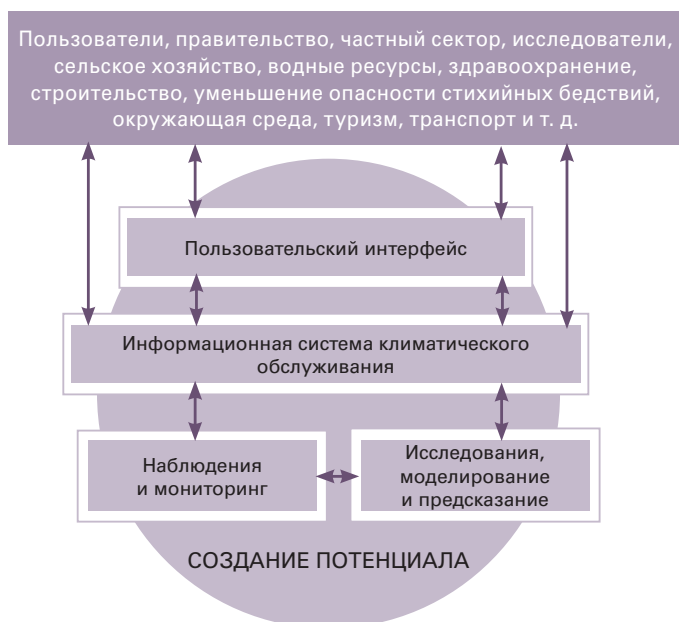 Пользователи, правительство, частный сектор, исследователи,
сельское хозяйство, водные ресурсы, здравоохранение,
строительство, уменьшение опасности стихийных бедствий,
окружающая среда, туризм, транспорт и т. д.
Пользовательский интерфейс
Информационная система климатического
обслуживания
Наблюдения
и мониторинг
Исследования,
моделирование
и предсказание
СОЗДАНИЕ ПОТЕНЦИАЛА